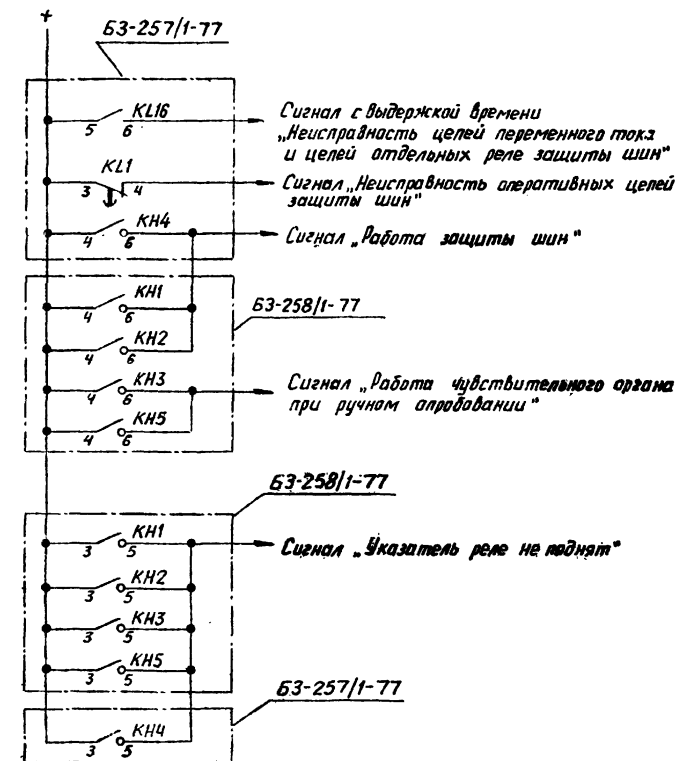 +
БЗ-257/1-77
KL16
5 6
Сигнал с выдержкой времени
„Неисправность цепей переменного тока
и цепей отдельных реле защиты шин"
KL1
3 4
Сигнал „Неисправность оперативных цепей
защиты шин"
KH4
4 6
Сигнал „Работа защиты шин"
БЗ-258/1-77
KH1
4 6
KH2
4 6
KH3
4 6
Сигнал „Работа чувствительного органа
при ручном опробовании"
KH5
4 6
БЗ-258/1-77
KH1
3 5
Сигнал „Указатель реле не поднят"
KH2
3 5
KH3
3 5
KH5
3 5
БЗ-257/1-77
KH4
3 5